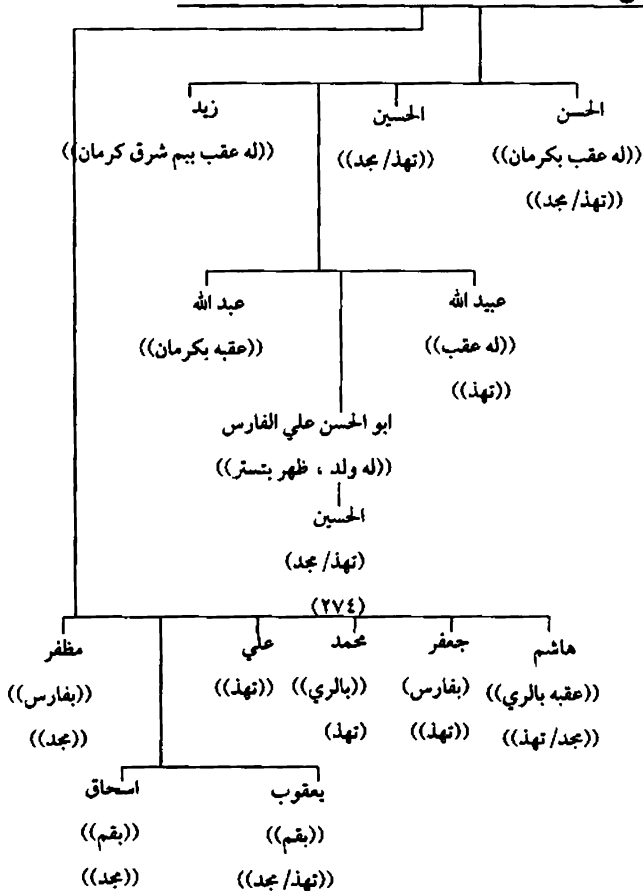 الحسن
((له عقب بكرمان))
((تهذ/ مجد))
الحسين
((تهذ/ مجد))
زيد
((له عقب ببم شرق كرمان))
عبيد الله
((له عقب))
((تهذ))
عبد الله
((عقبه بكرمان))
ابو الحسن علي الفارس
((له ولد ، ظهر بتستر))
الحسين
(تهذ/ مجد)
(٢٧٤)
هاشم
((عقبه بالري))
((مجد/ تهذ))
جعفر
(بفارس)
((تهذ))
محمد
((بالري))
(تهذ)
علي
((تهذ))
مظفر
((بفارس))
((مجد))
يعقوب
((بقم))
((تهذ/ مجد))
اسحاق
((بقم))
((مجد))